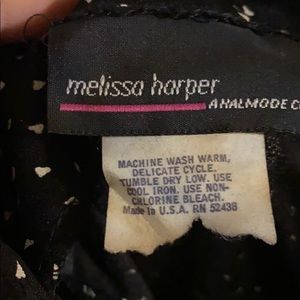 melissa harper
A HALMODE C
MACHINE WASH WARM,
DELICATE CYCLE.
TUMBLE DRY LOW. USE
COOL IRON. USE NON-
CHLORINE BLEACH.
Made In U.S.A. RN 52438